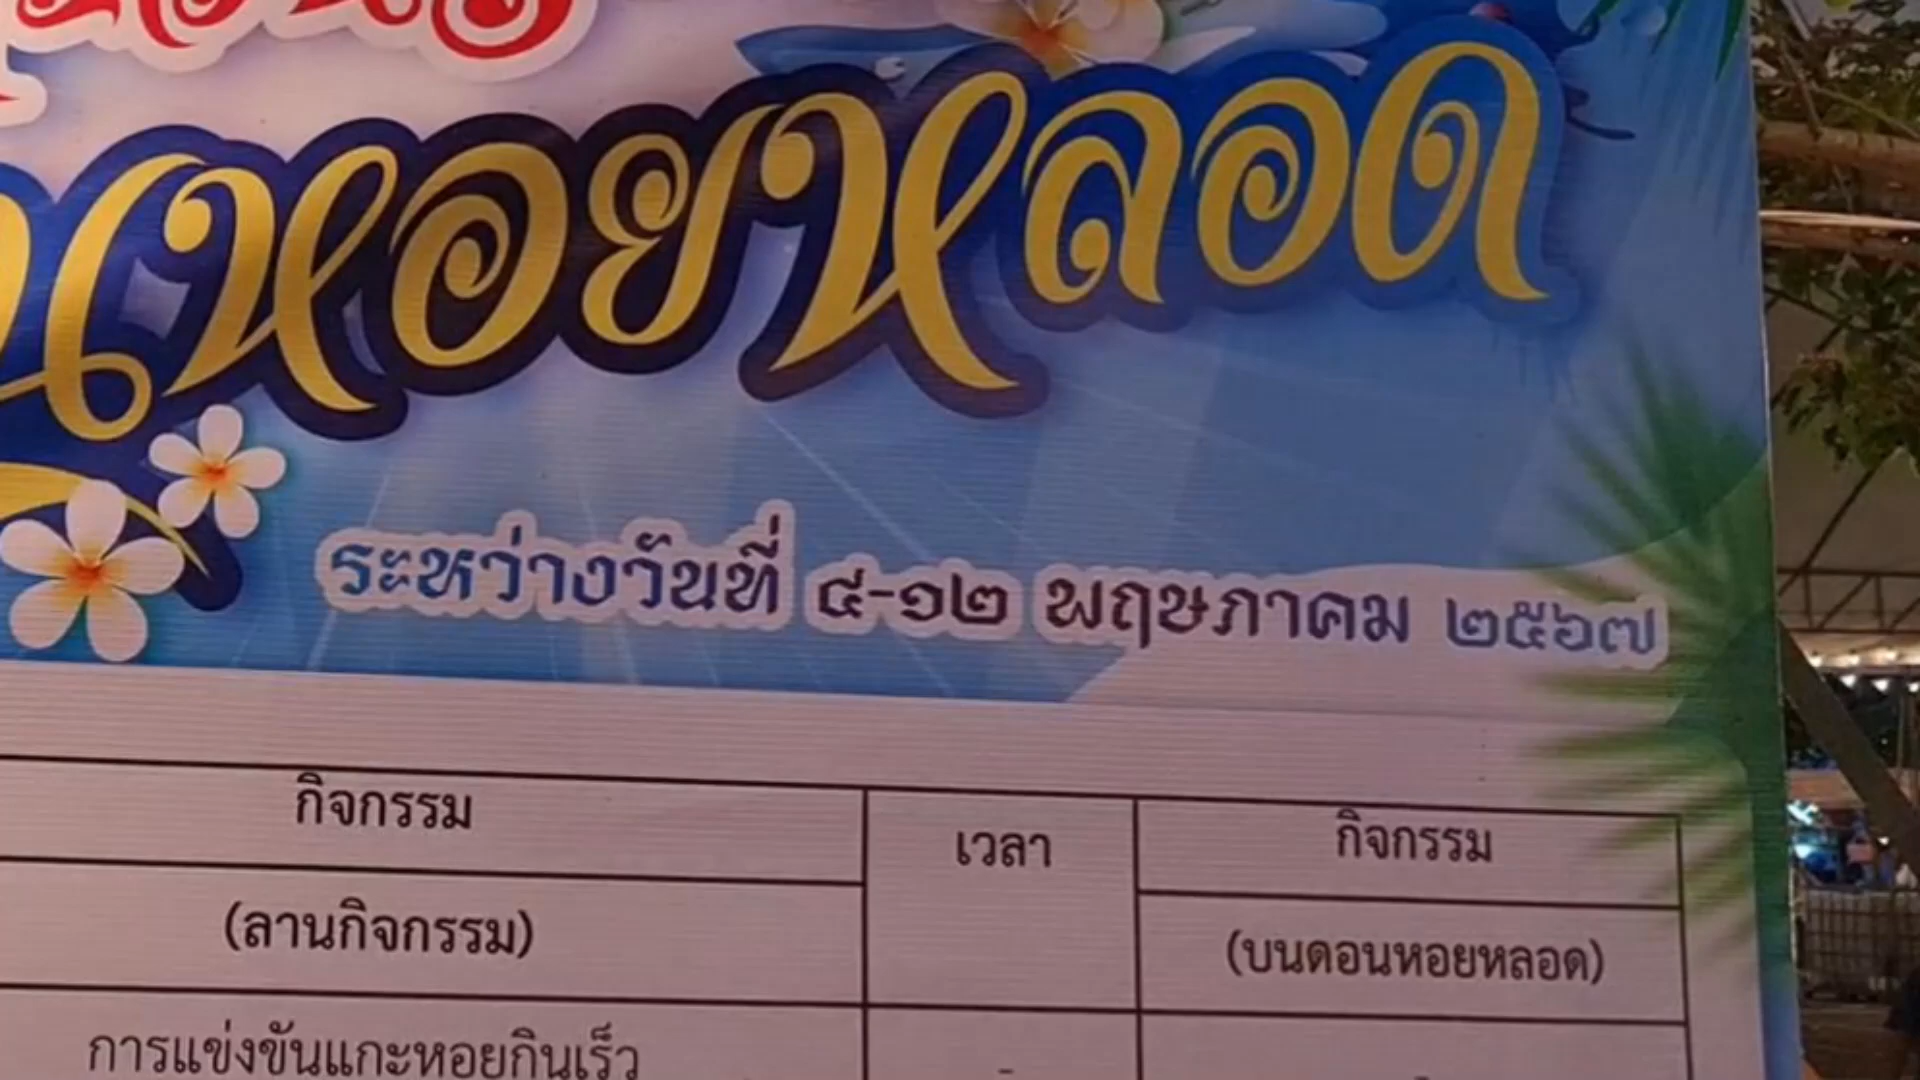 หอยหลอด
ระหว่างวันที่ ๔-๑๒ พฤษภาคม ๒๕๖๗
กิจกรรม เวลา กิจกรรม
(ลานกิจกรรม) (บนดอนหอยหลอด)
การแข่งขันแกะหอยกินเร็ว - -